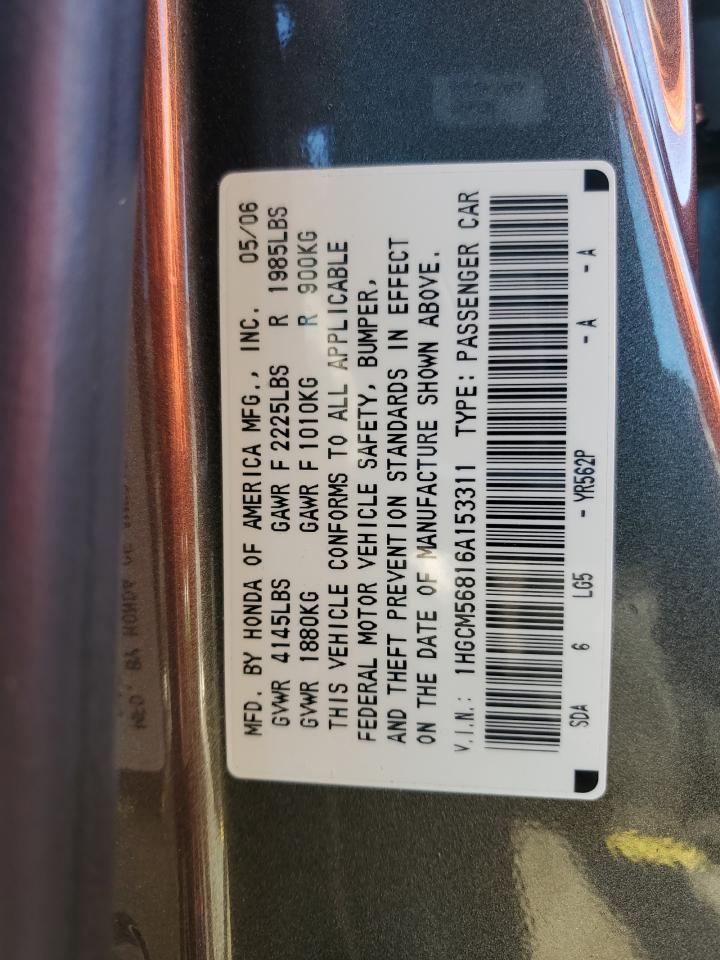 MFD. BY HONDA OF AMERICA MFG., INC. 05/06
GVWR 4145LBS GAWR F 2225LBS R 1985LBS
GVWR 1880KG GAWR F 1010KG R 900KG
THIS VEHICLE CONFORMS TO ALL APPLICABLE
FEDERAL MOTOR VEHICLE SAFETY, BUMPER,
AND THEFT PREVENTION STANDARDS IN EFFECT
ON THE DATE OF MANUFACTURE SHOWN ABOVE.
V.I.N.: 1HGCM56816A153311 TYPE: PASSENGER CAR
SDA 6 LG5 - YR562P - A - A